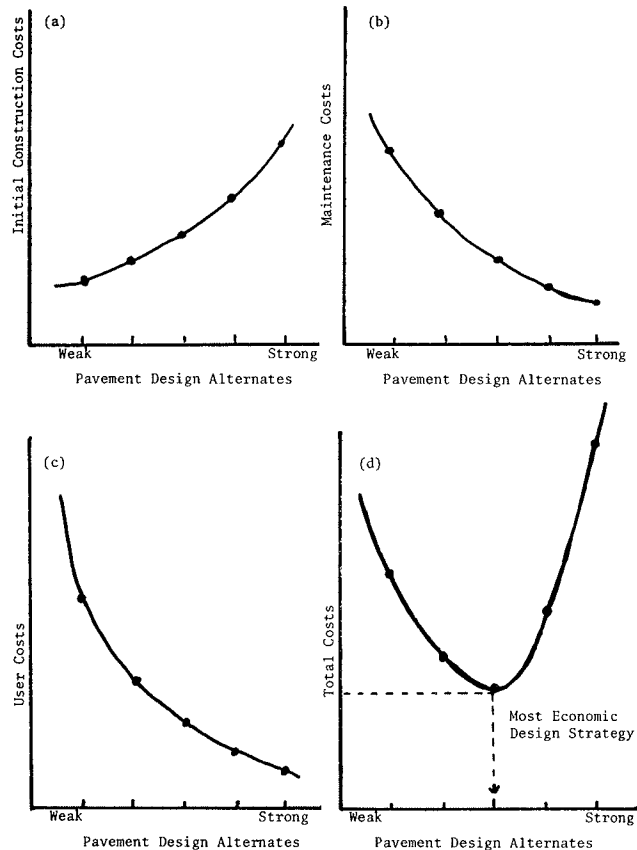 (a)
Initial Construction Costs
Weak
Strong
Pavement Design Alternates
(b)
Maintenance Costs
Weak
Strong
Pavement Design Alternates
(c)
User Costs
Weak
Strong
Pavement Design Alternates
(d)
Total Costs
Most Economic
Design Strategy
Weak
Strong
Pavement Design Alternates